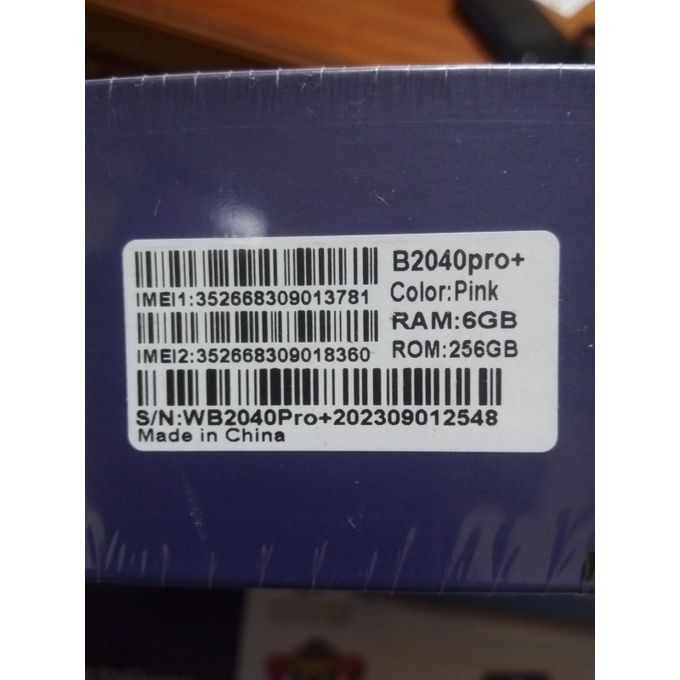 B2040pro+
IMEI1:352668309013781
Color:Pink
RAM:6GB
IMEI2:352668309018360
ROM:256GB
S/N:WB2040Pro+202309012548
Made in China